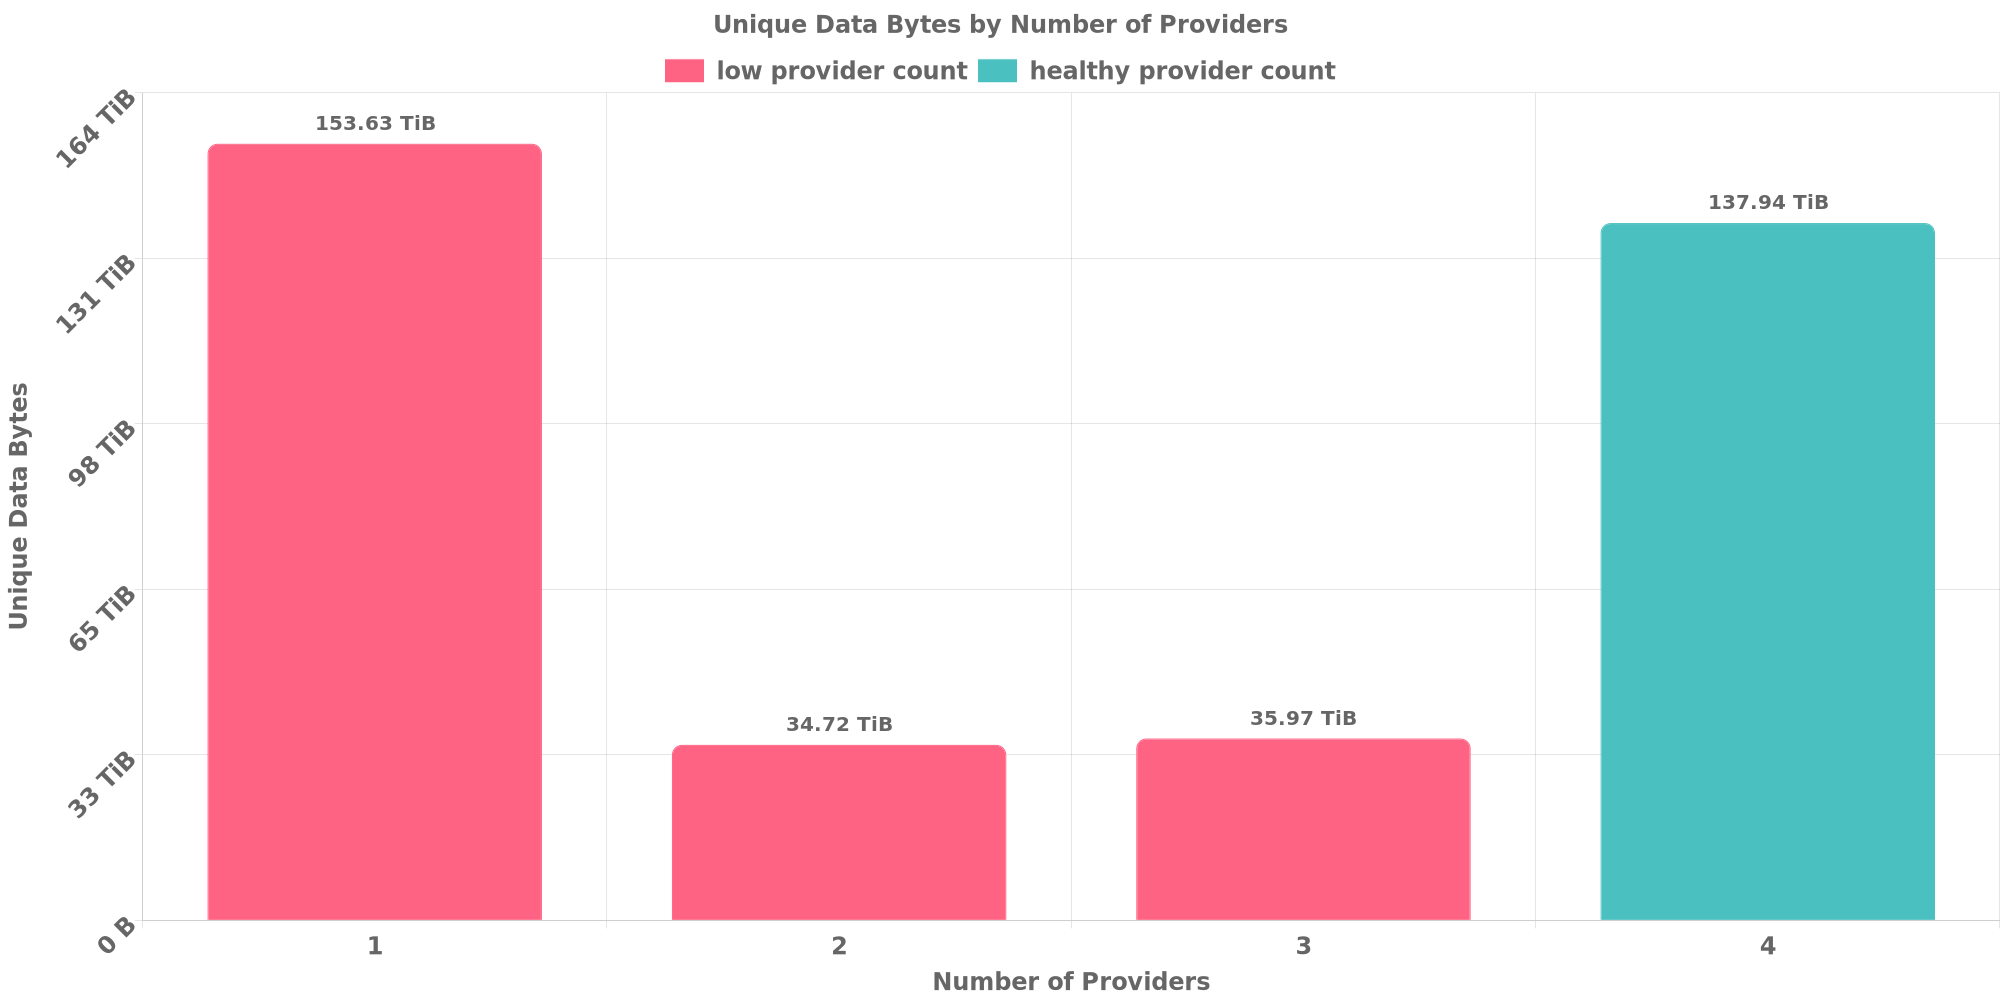 Unique Data Bytes by Number of Providers
low provider count healthy provider count
164 TiB
131 TiB
98 TiB
65 TiB
33 TiB
0 B
Unique Data Bytes
153.63 TiB
34.72 TiB
35.97 TiB
137.94 TiB
1 2 3 4
Number of Providers